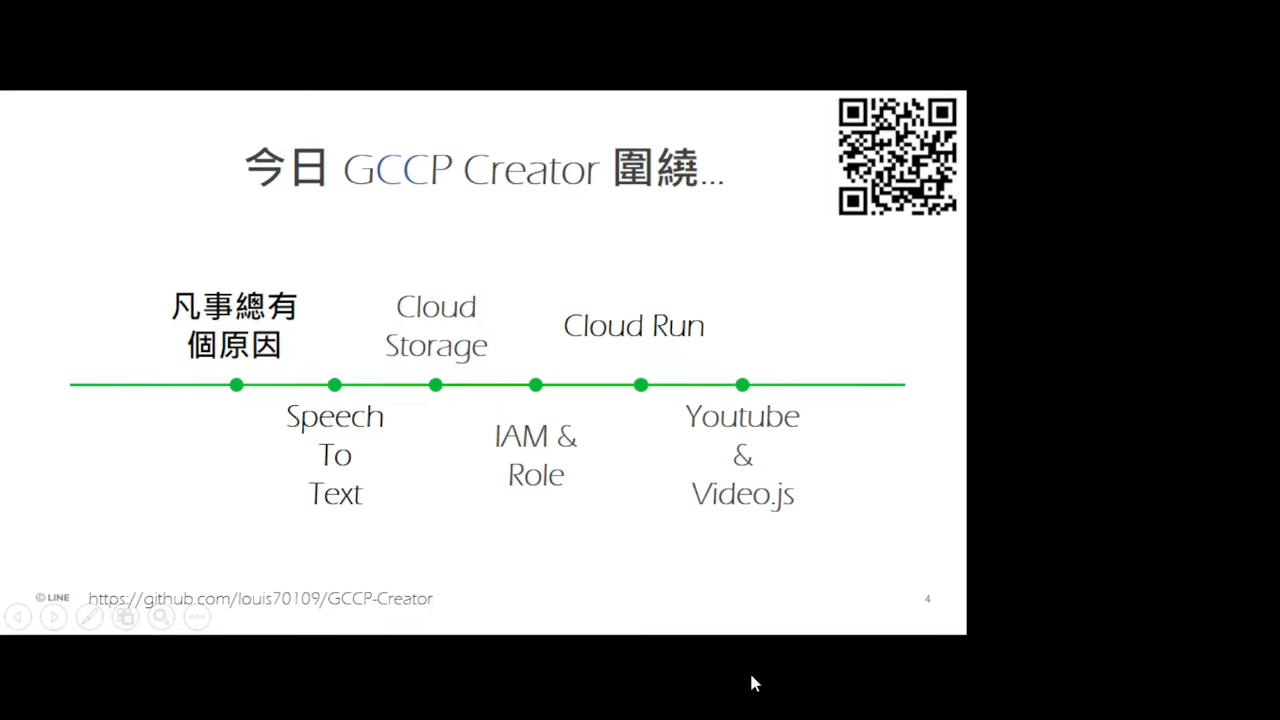 今日 GCCP Creator 圍繞...
凡事總有
個原因
Speech
To
Text
Cloud
Storage
IAM &
Role
Cloud Run
Youtube
&
Video.js
© LINE
https://github.com/louis70109/GCCP-Creator
4